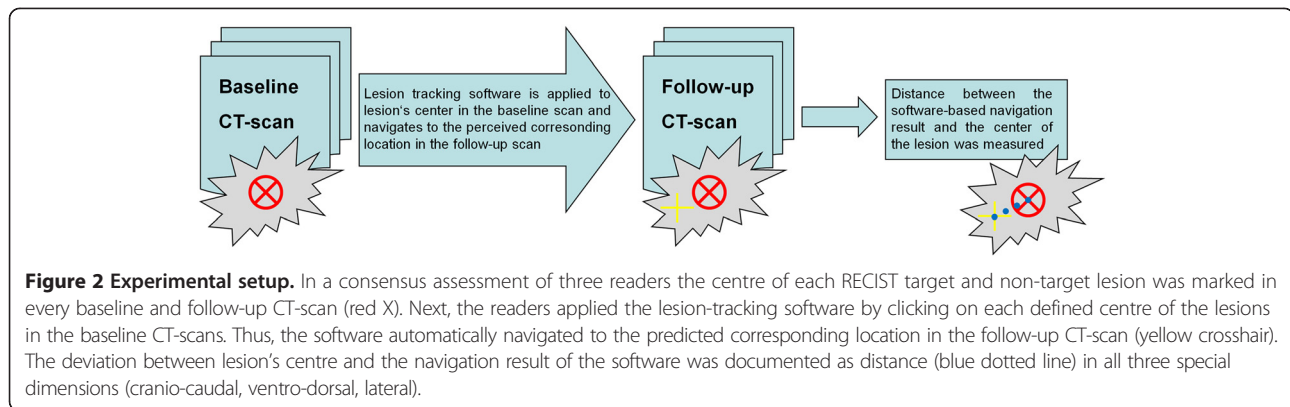 Baseline
CT-scan
Lesion tracking software is applied to
lesion's center in the baseline scan and
navigates to the perceived corresonding
location in the follow-up scan
Follow-up
CT-scan
Distance between the
software-based navigation
result and the center of
the lesion was measured
Figure 2 Experimental setup. In a consensus assessment of three readers the centre of each RECIST target and non-target lesion was marked in
every baseline and follow-up CT-scan (red X). Next, the readers applied the lesion-tracking software by clicking on each defined centre of the lesions
in the baseline CT-scans. Thus, the software automatically navigated to the predicted corresponding location in the follow-up CT-scan (yellow crosshair).
The deviation between lesion's centre and the navigation result of the software was documented as distance (blue dotted line) in all three special
dimensions (cranio-caudal, ventro-dorsal, lateral).